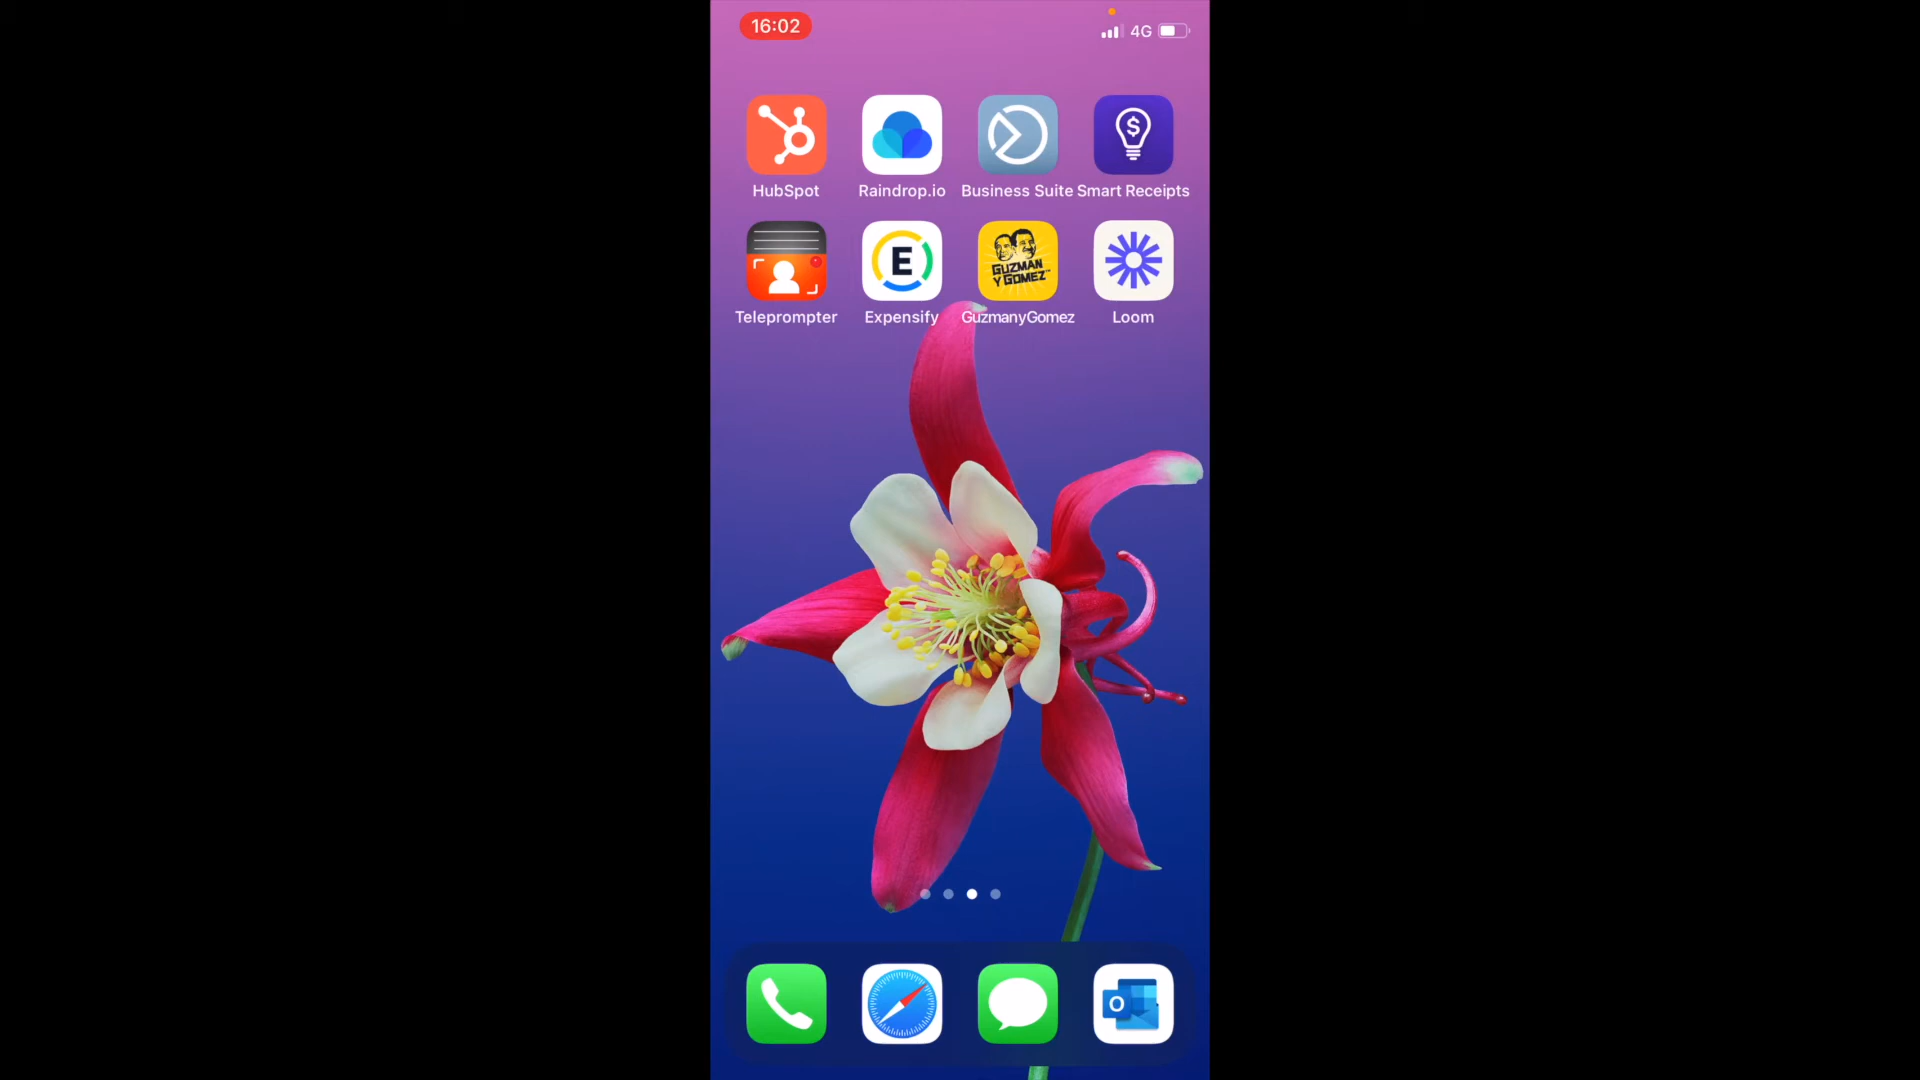 16:02
4G
HubSpot
Raindrop.io
Business Suite
Smart Receipts
$
E
GUZMAN
Y GOMEZ
Teleprompter
Expensify
GuzmanyGomez
Loom
O